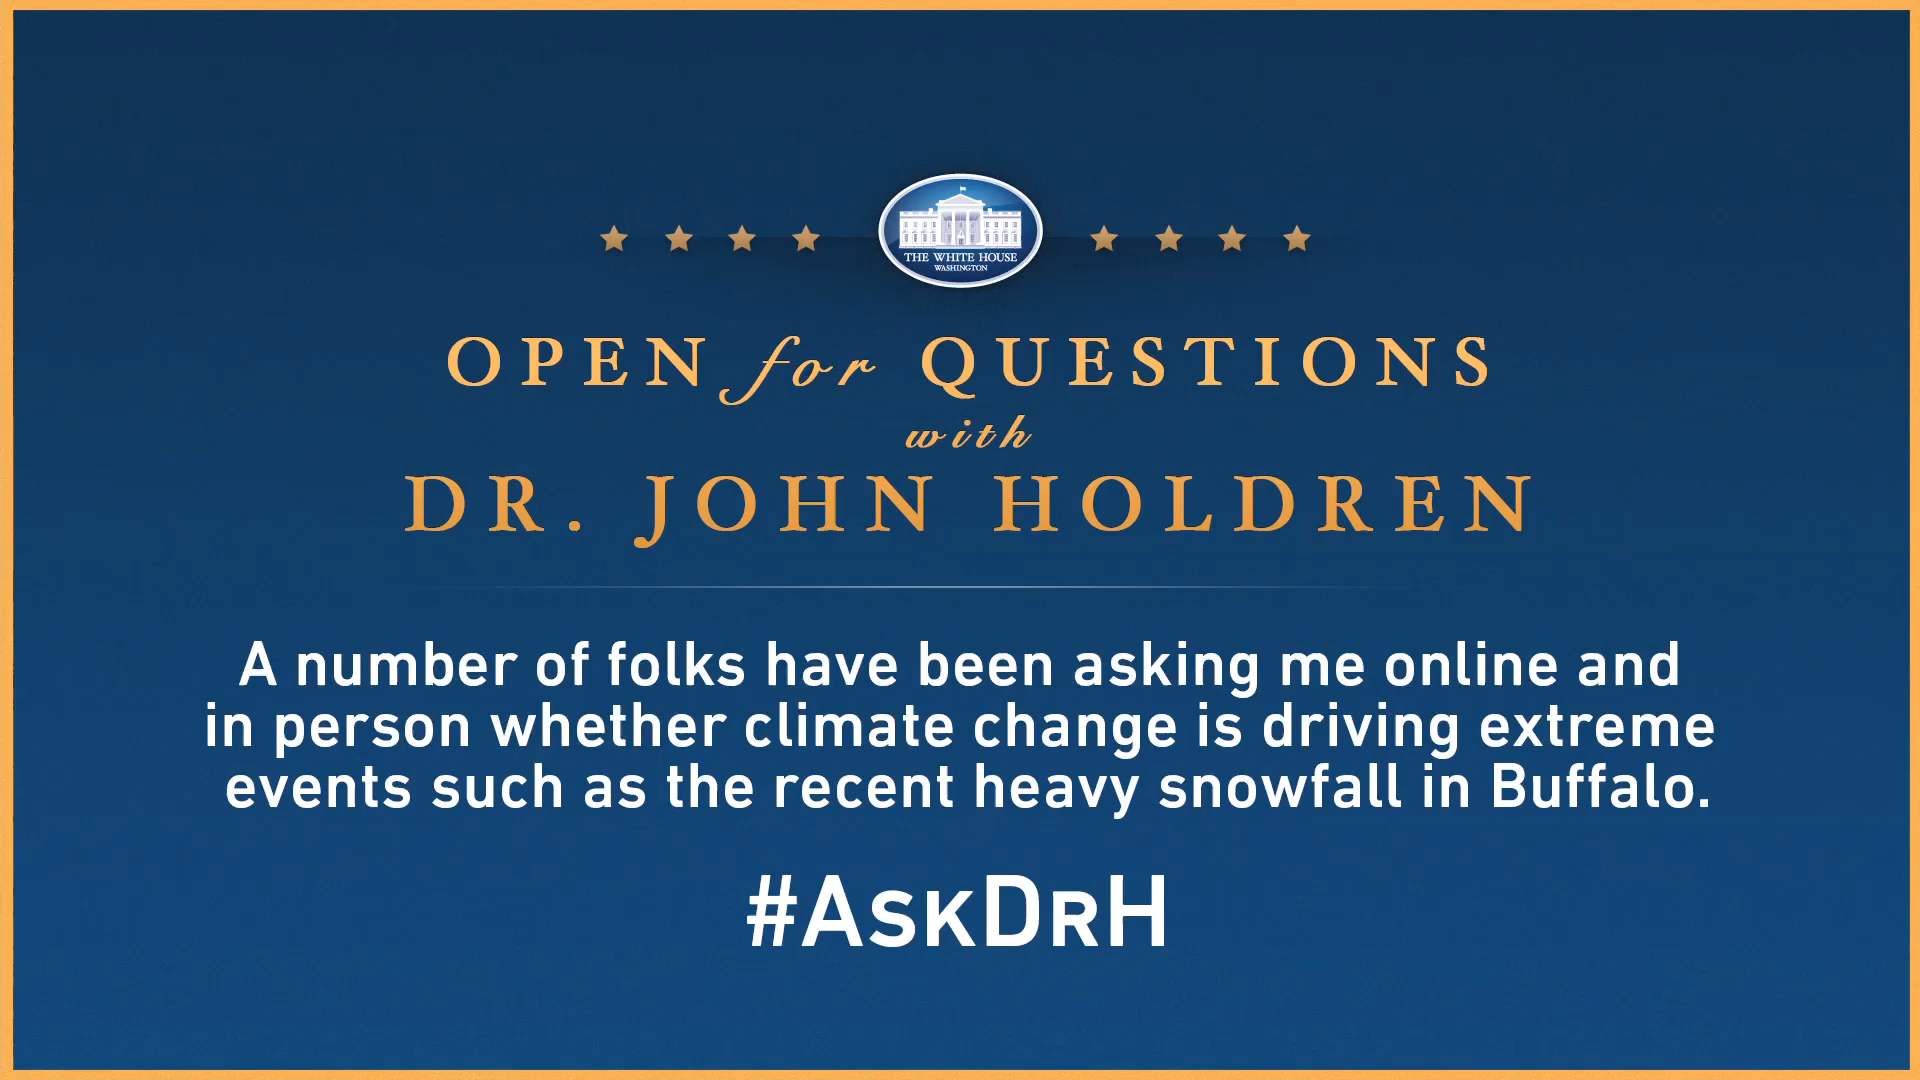 THE WHITE HOUSE
WASHINGTON
OPEN for QUESTIONS
with
DR. JOHN HOLDREN
A number of folks have been asking me online and
in person whether climate change is driving extreme
events such as the recent heavy snowfall in Buffalo.
#AskDrH